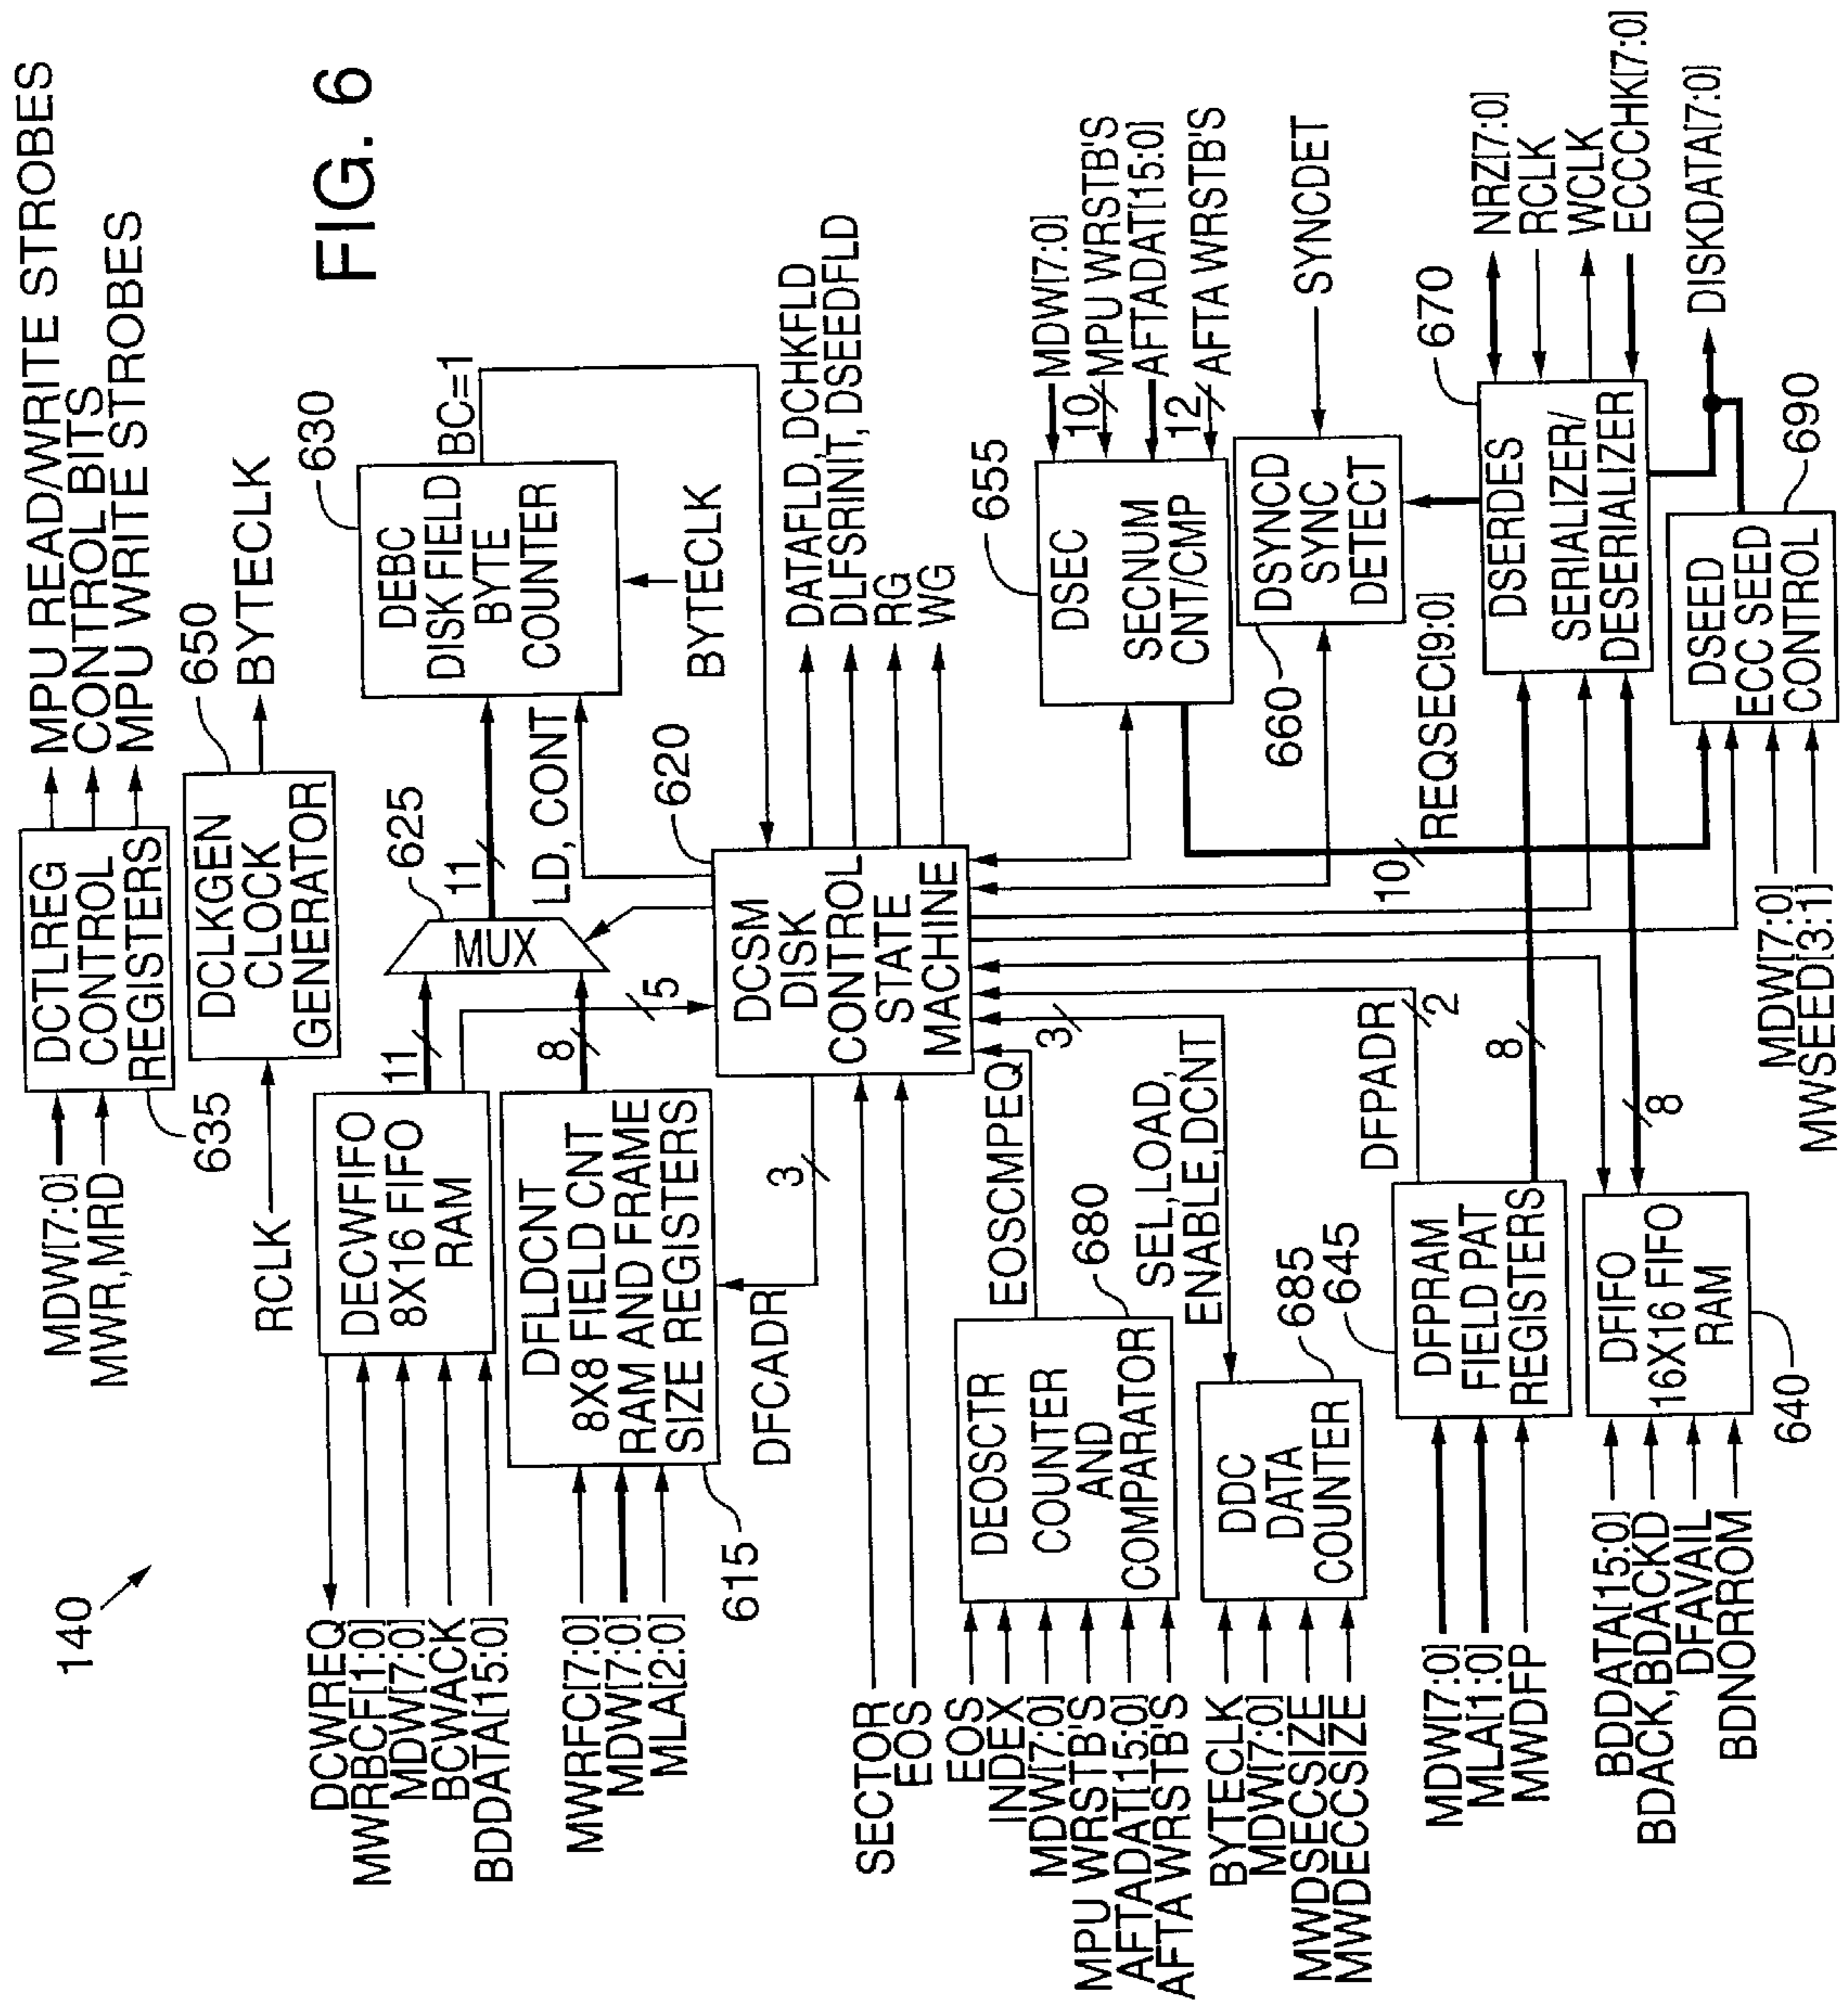 140
FIG. 6
MDW[7:0]
MWR,MRD
635
DCTLREG
CONTROL
REGISTERS
MPU READ/WRITE STROBES
CONTROL BITS
MPU WRITE STROBES
RCLK
DCLKGEN
CLOCK
GENERATOR
650
BYTECLK
DCWREQ
MWRBCF[1:0]
MDW[7:0]
BCWACK
BDDATA[15:0]
DECWFIFO
8X16 FIFO
RAM
11
MWRFC[7:0]
MDW[7:0]
MLA[2:0]
615
DFLDCNT
8X8 FIELD CNT
RAM AND FRAME
SIZE REGISTERS
8
5
MUX
625
11
LD, CONT
DEBC
DISK FIELD
BYTE
COUNTER
630
BC=1
BYTECLK
DFCADR
3
SECTOR
EOS
DCSM
DISK
CONTROL
STATE
MACHINE
620
DATAFLD, DCHKFLD
DLFSRINIT, DSEEDFLD
RG
WG
EOS
INDEX
MDW[7:0]
MPU WRSTB'S
AFTADAT[15:0]
AFTA WRSTB'S
DEOSCTR
COUNTER
AND
COMPARATOR
680
EOSCMPEQ
3
BYTECLK
MDW[7:0]
MWDSECSIZE
MWDECCSIZE
DDC
DATA
COUNTER
685
SEL,LOAD,
ENABLE,DCNT
DSEC
SECNUM
CNT/CMP
655
MDW[7:0]
10
MPU WRSTB'S
AFTADAT[15:0]
12
AFTA WRSTB'S
DSYNCD
SYNC
DETECT
660
SYNCDET
10
REQSEC[9:0]
MDW[7:0]
MLA[1:0]
MWDFP
DFPRAM
FIELD PAT
REGISTERS
645
DFPADR
2
8
DSERDES
SERIALIZER/
DESERIALIZER
670
NRZ[7:0]
RCLK
WCLK
ECCCHK[7:0]
BDDATA[15:0]
BDACK,BDACKD
DFAVAIL
BDNORROM
DFIFO
16X16 FIFO
RAM
640
8
MDW[7:0]
MWSEED[3:1]
DSEED
ECC SEED
CONTROL
690
DISKDATA[7:0]